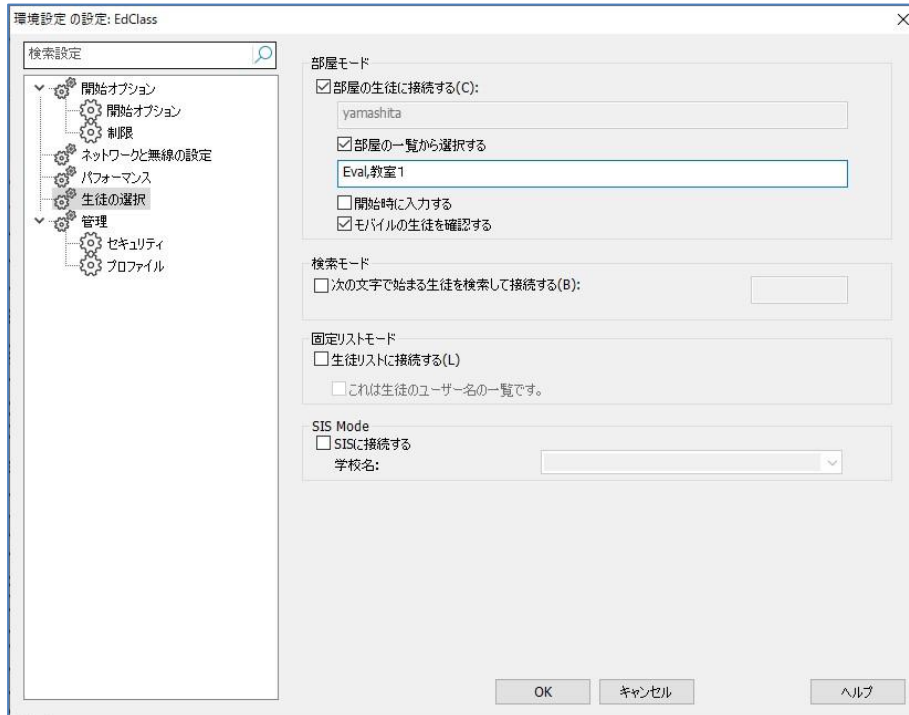 環境設定 の設定: EdClass
検索設定
開始オプション
開始オプション
制限
ネットワークと無線の設定
パフォーマンス
生徒の選択
管理
セキュリティ
プロファイル
部屋モード
部屋の生徒に接続する(C):
yamashita
部屋の一覧から選択する
Eval,教室1
開始時に入力する
モバイルの生徒を確認する
検索モード
次の文字で始まる生徒を検索して接続する(B):
固定リストモード
生徒リストに接続する(L)
これは生徒のユーザー名の一覧です。
SIS Mode
SISに接続する
学校名:
OK
キャンセル
ヘルプ